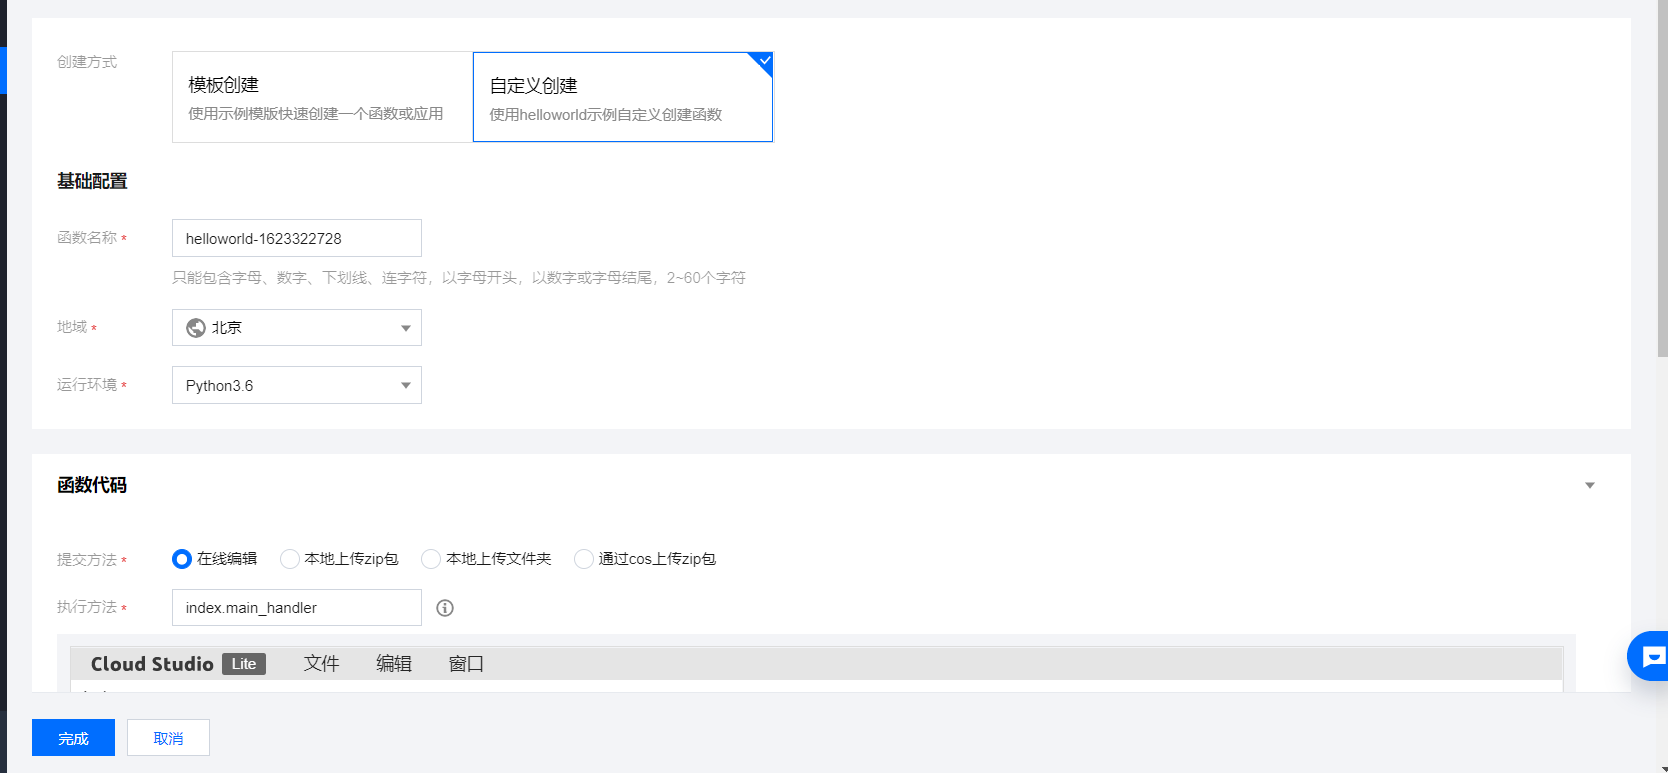 创建方式
模板创建
使用示例模版快速创建一个函数或应用
自定义创建
使用helloworld示例自定义创建函数
基础配置
函数名称 *
helloworld-1623322728
只能包含字母、数字、下划线、连字符，以字母开头，以数字或字母结尾，2~60个字符
地域 *
北京
运行环境 *
Python3.6
函数代码
提交方法 * 在线编辑 本地上传zip包 本地上传文件夹 通过cos上传zip包
执行方法 * index.main_handler
Cloud Studio Lite 文件 编辑 窗口
完成 取消